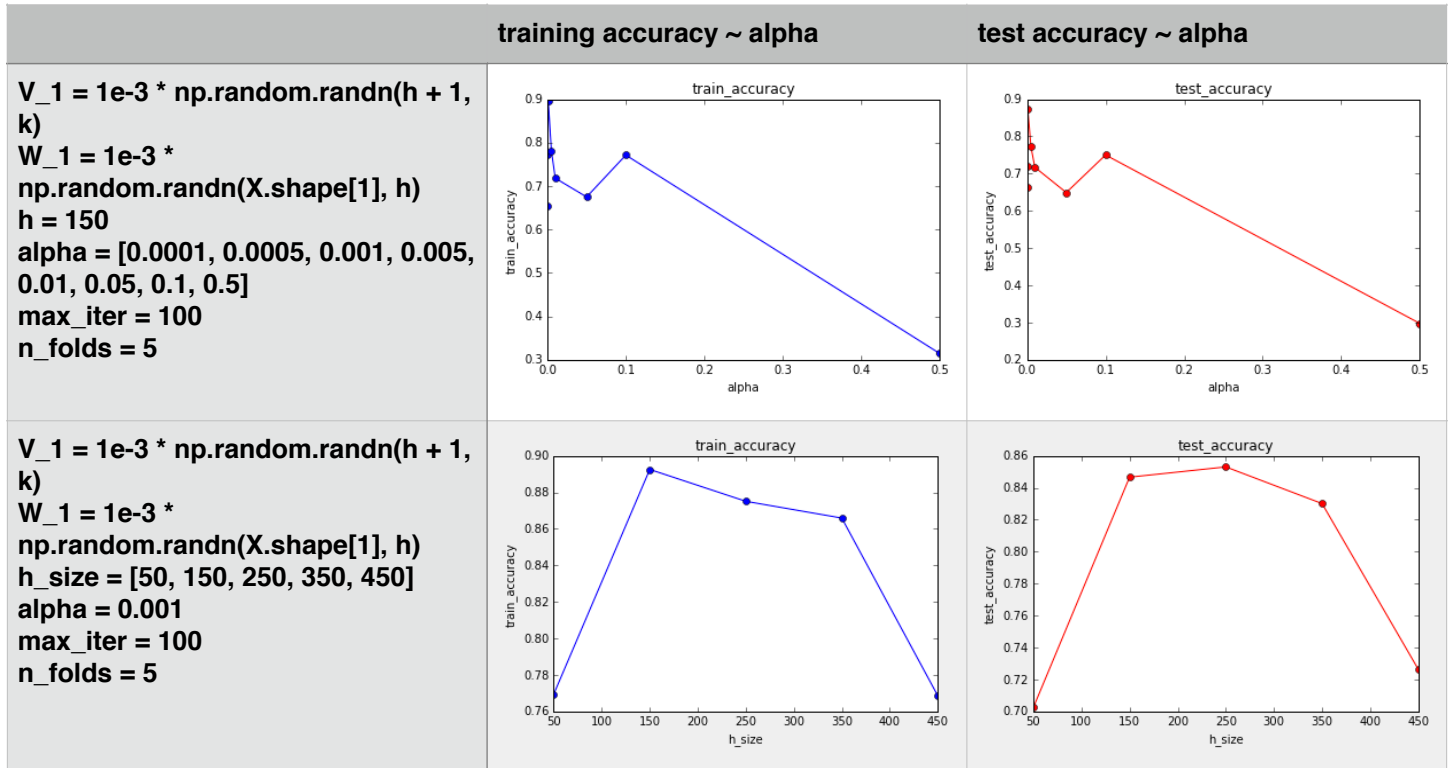 training accuracy ~ alpha
test accuracy ~ alpha
V_1 = 1e-3 * np.random.randn(h + 1,
k)
W_1 = 1e-3 *
np.random.randn(X.shape[1], h)
h = 150
alpha = [0.0001, 0.0005, 0.001, 0.005,
0.01, 0.05, 0.1, 0.5]
max_iter = 100
n_folds = 5
train_accuracy
0.9
0.8
0.7
0.6
0.5
0.4
0.3
train_accuracy
0.0 0.1 0.2 0.3 0.4 0.5
alpha
test_accuracy
0.9
0.8
0.7
0.6
0.5
0.4
0.3
0.2
test_accuracy
0.0 0.1 0.2 0.3 0.4 0.5
alpha
V_1 = 1e-3 * np.random.randn(h + 1,
k)
W_1 = 1e-3 *
np.random.randn(X.shape[1], h)
h_size = [50, 150, 250, 350, 450]
alpha = 0.001
max_iter = 100
n_folds = 5
train_accuracy
0.90
0.88
0.86
0.84
0.82
0.80
0.78
0.76
train_accuracy
50 100 150 200 250 300 350 400 450
h_size
test_accuracy
0.86
0.84
0.82
0.80
0.78
0.76
0.74
0.72
0.70
test_accuracy
50 100 150 200 250 300 350 400 450
h_size